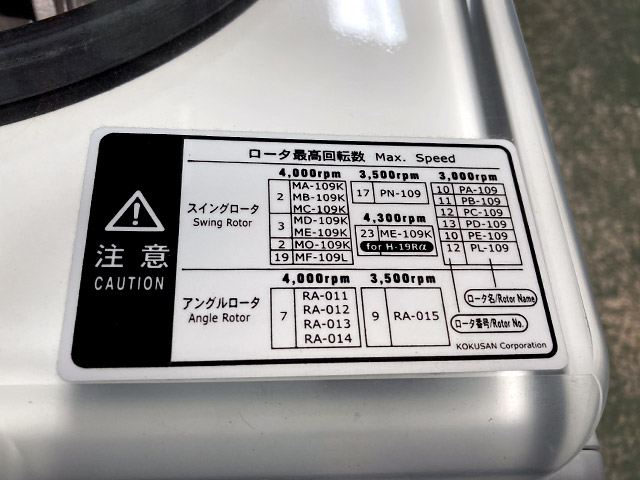 ロータ最高回転数 Max. Speed
注意
CAUTION
スイングロータ
Swing Rotor
4,000rpm
2 MA-109K
MB-109K
MC-109K
3 MD-109K
ME-109K
2 MO-109K
19 MF-109L
3,500rpm
17 PN-109
4,300rpm
23 ME-109K
for H-19Rα
3,000rpm
10 PA-109
11 PB-109
12 PC-109
13 PD-109
10 PE-109
12 PL-109
アングルロータ
Angle Rotor
4,000rpm
7 RA-011
RA-012
RA-013
RA-014
3,500rpm
9 RA-015
ロータ名/Rotor Name
ロータ番号/Rotor No.
KOKUSAN Corporation